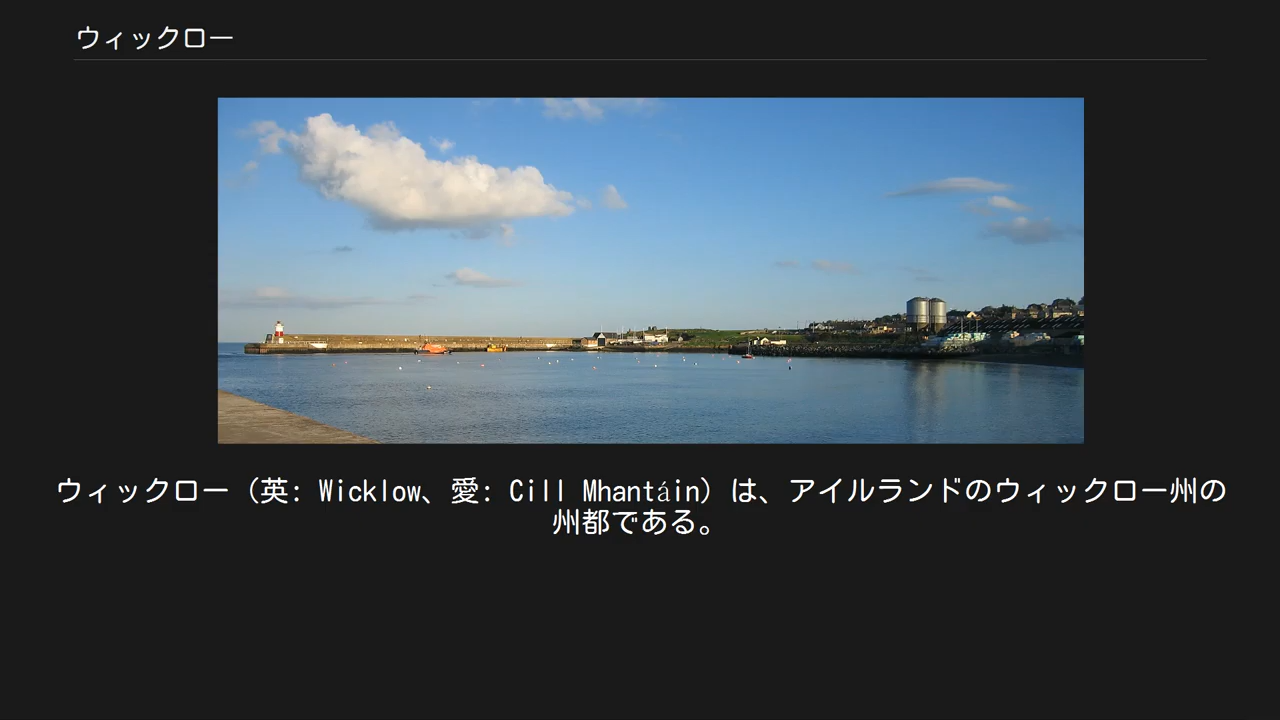 ウィックロー
ウィックロー（英: Wicklow、愛: Cill Mhantáin）は、アイルランドのウィックロー州の
州都である。